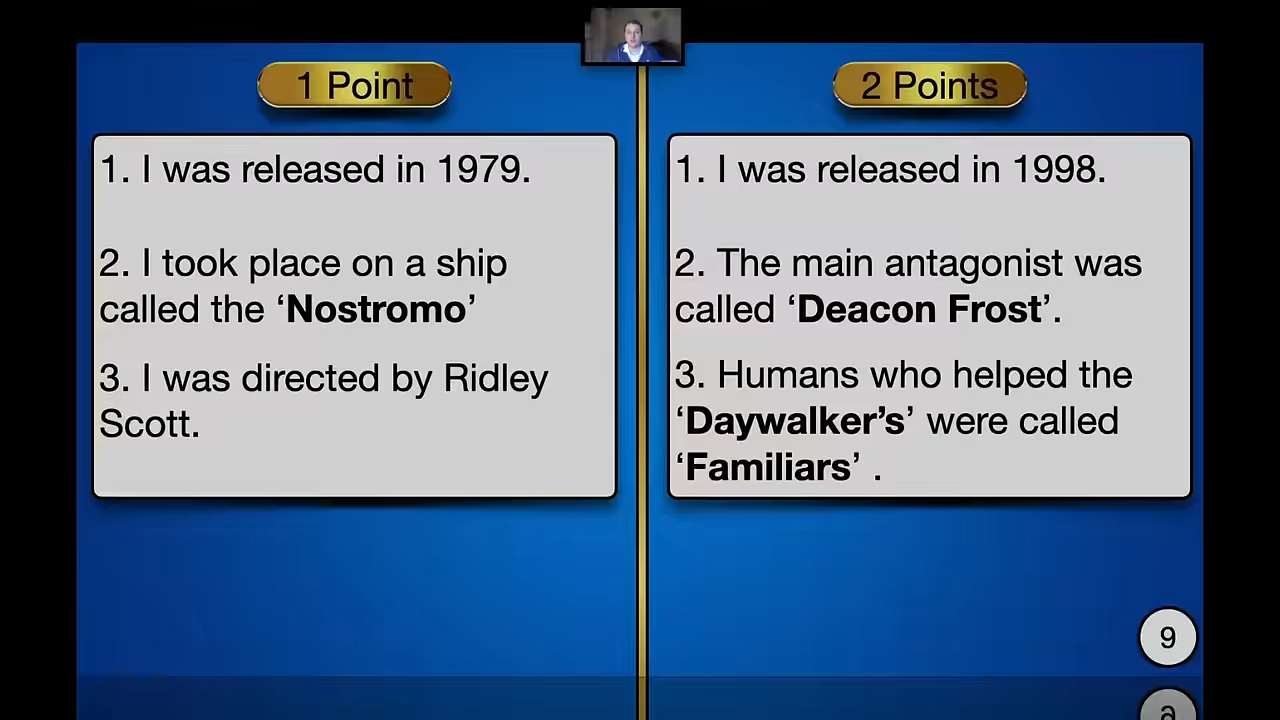 1 Point
1. I was released in 1979.
2. I took place on a ship
called the ‘Nostromo’
3. I was directed by Ridley
Scott.
2 Points
1. I was released in 1998.
2. The main antagonist was
called ‘Deacon Frost’.
3. Humans who helped the
‘Daywalker’s’ were called
‘Familiars’ .
9